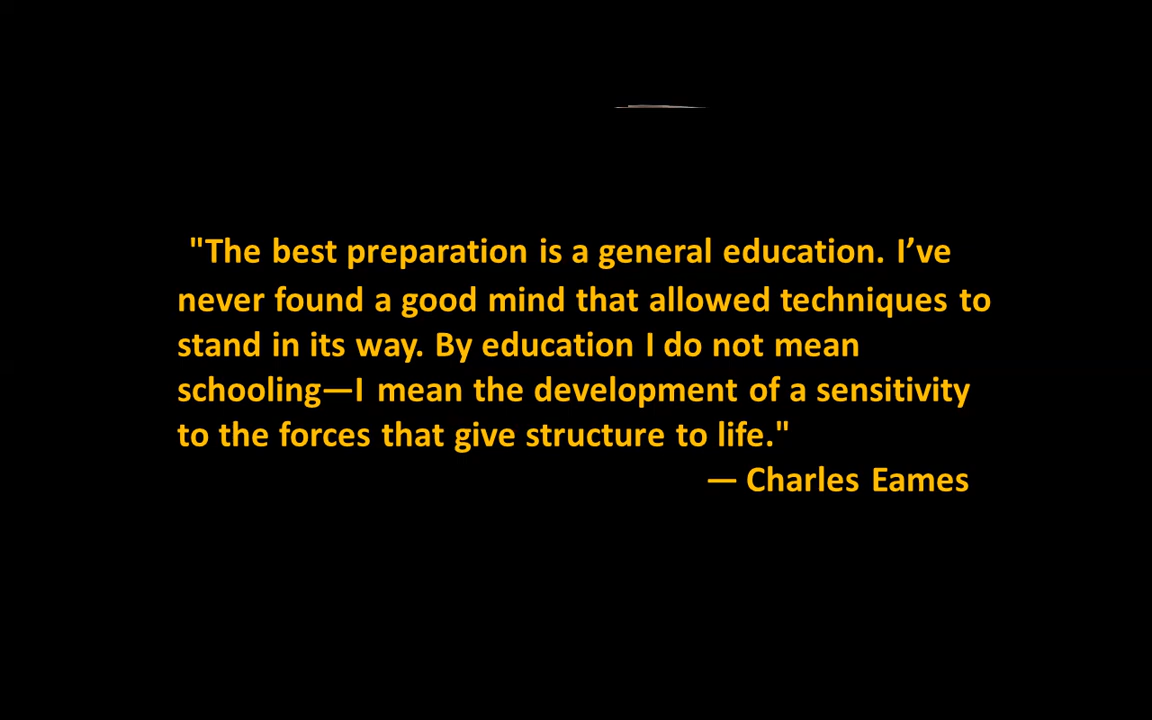 "The best preparation is a general education. I’ve
never found a good mind that allowed techniques to
stand in its way. By education I do not mean
schooling—I mean the development of a sensitivity
to the forces that give structure to life."
— Charles Eames